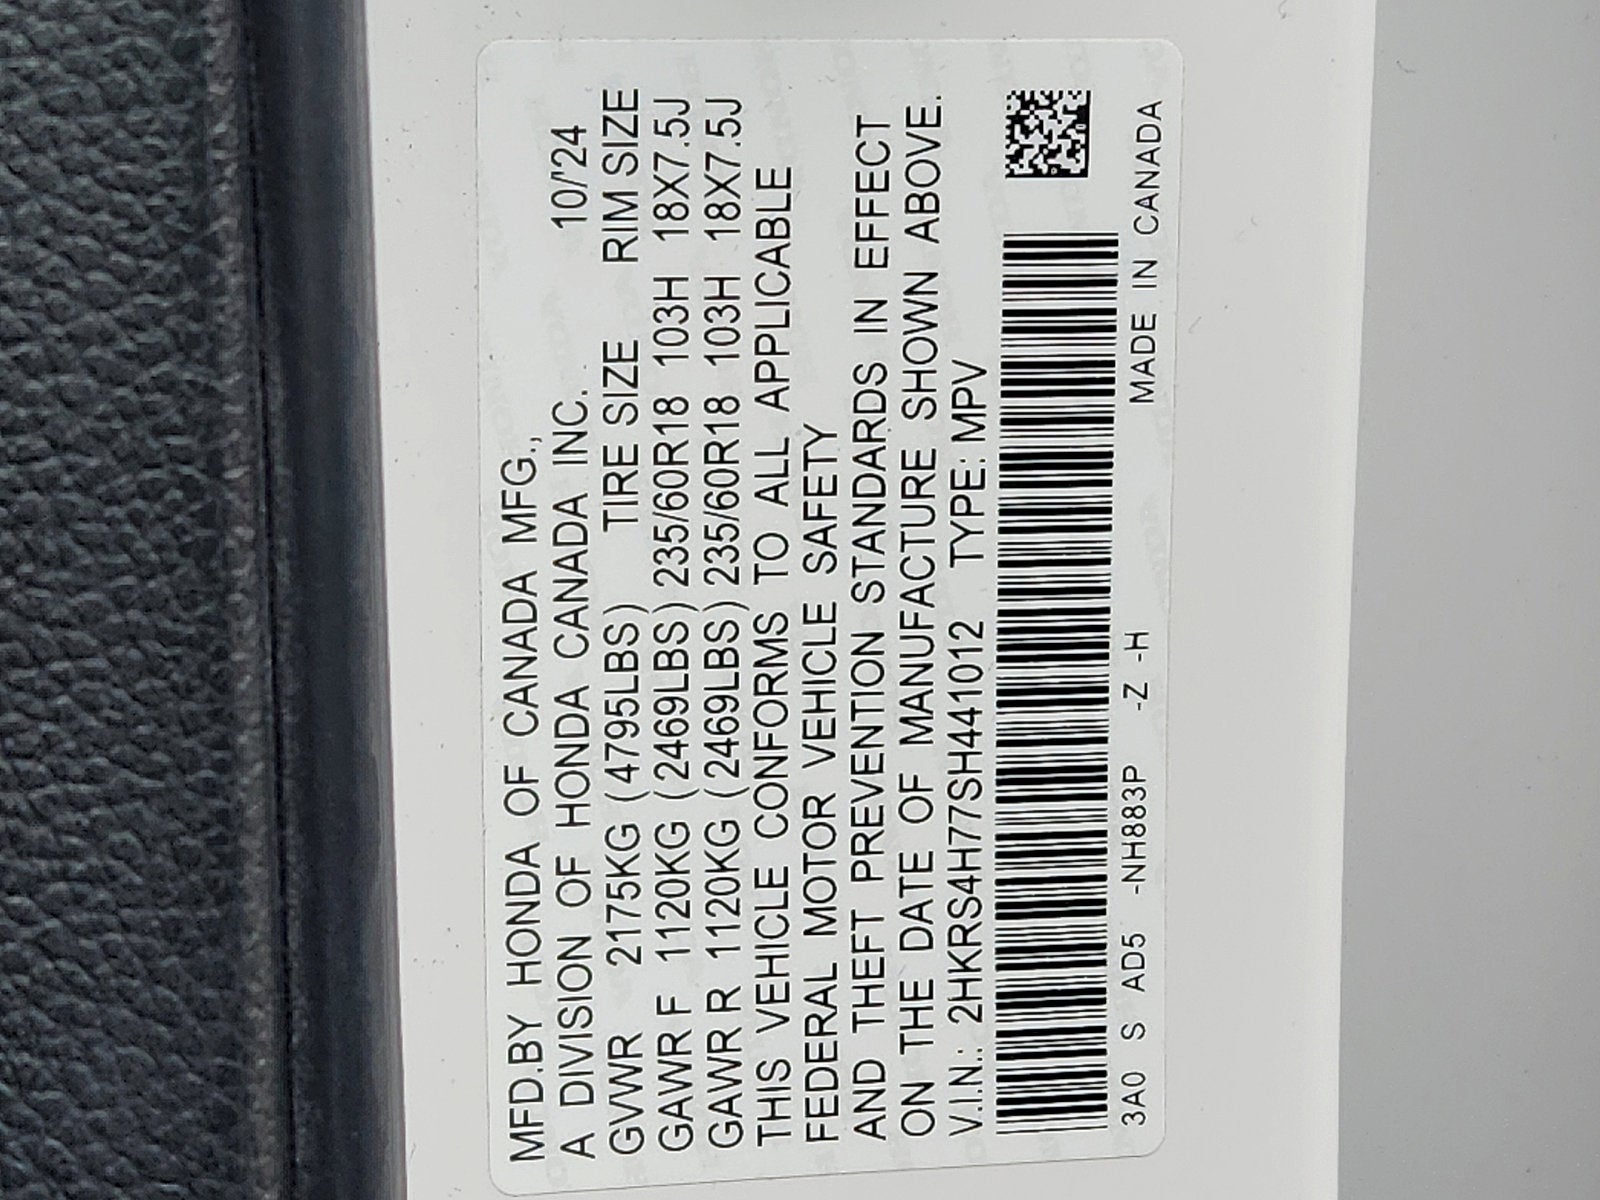 MFD.BY HONDA OF CANADA MFG.,
A DIVISION OF HONDA CANADA INC. 10/'24
GVWR 2175KG (4795LBS) TIRE SIZE RIM SIZE
GAWR F 1120KG (2469LBS) 235/60R18 103H 18X7.5J
GAWR R 1120KG (2469LBS) 235/60R18 103H 18X7.5J
THIS VEHICLE CONFORMS TO ALL APPLICABLE
FEDERAL MOTOR VEHICLE SAFETY
AND THEFT PREVENTION STANDARDS IN EFFECT
ON THE DATE OF MANUFACTURE SHOWN ABOVE.
V.I.N.: 2HKRS4H77SH441012 TYPE: MPV
3A0 S AD5 -NH883P -Z -H MADE IN CANADA